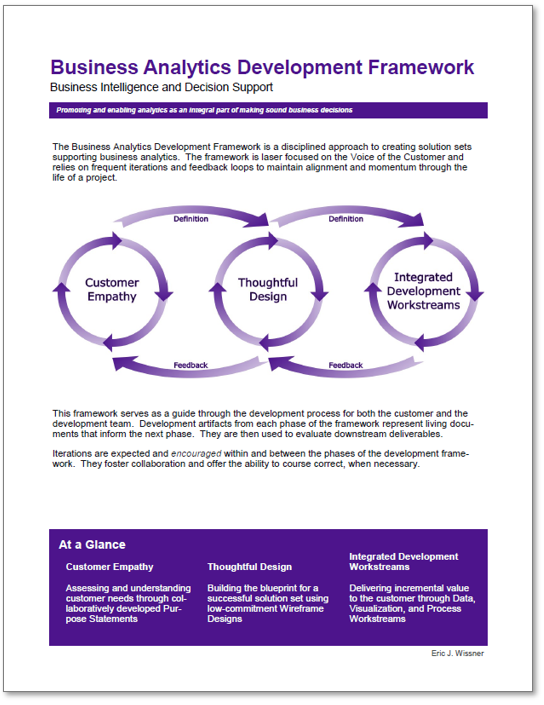 Business Analytics Development Framework
Business Intelligence and Decision Support
Promoting and enabling analytics as an integral part of making sound business decisions
The Business Analytics Development Framework is a disciplined approach to creating solution sets
supporting business analytics. The framework is laser focused on the Voice of the Customer and
relies on frequent iterations and feedback loops to maintain alignment and momentum through the
life of a project.
Definition
Definition
Customer
Empathy
Thoughtful
Design
Integrated
Development
Workstreams
Feedback
Feedback
This framework serves as a guide through the development process for both the customer and the
development team. Development artifacts from each phase of the framework represent living docu-
ments that inform the next phase. They are then used to evaluate downstream deliverables.
Iterations are expected and encouraged within and between the phases of the development frame-
work. They foster collaboration and offer the ability to course correct, when necessary.
At a Glance
Customer Empathy
Assessing and understanding
customer needs through col-
laboratively developed Pur-
pose Statements
Thoughtful Design
Building the blueprint for a
successful solution set using
low-commitment Wireframe
Designs
Integrated Development
Workstreams
Delivering incremental value
to the customer through Data,
Visualization, and Process
Workstreams
Eric J. Wissner